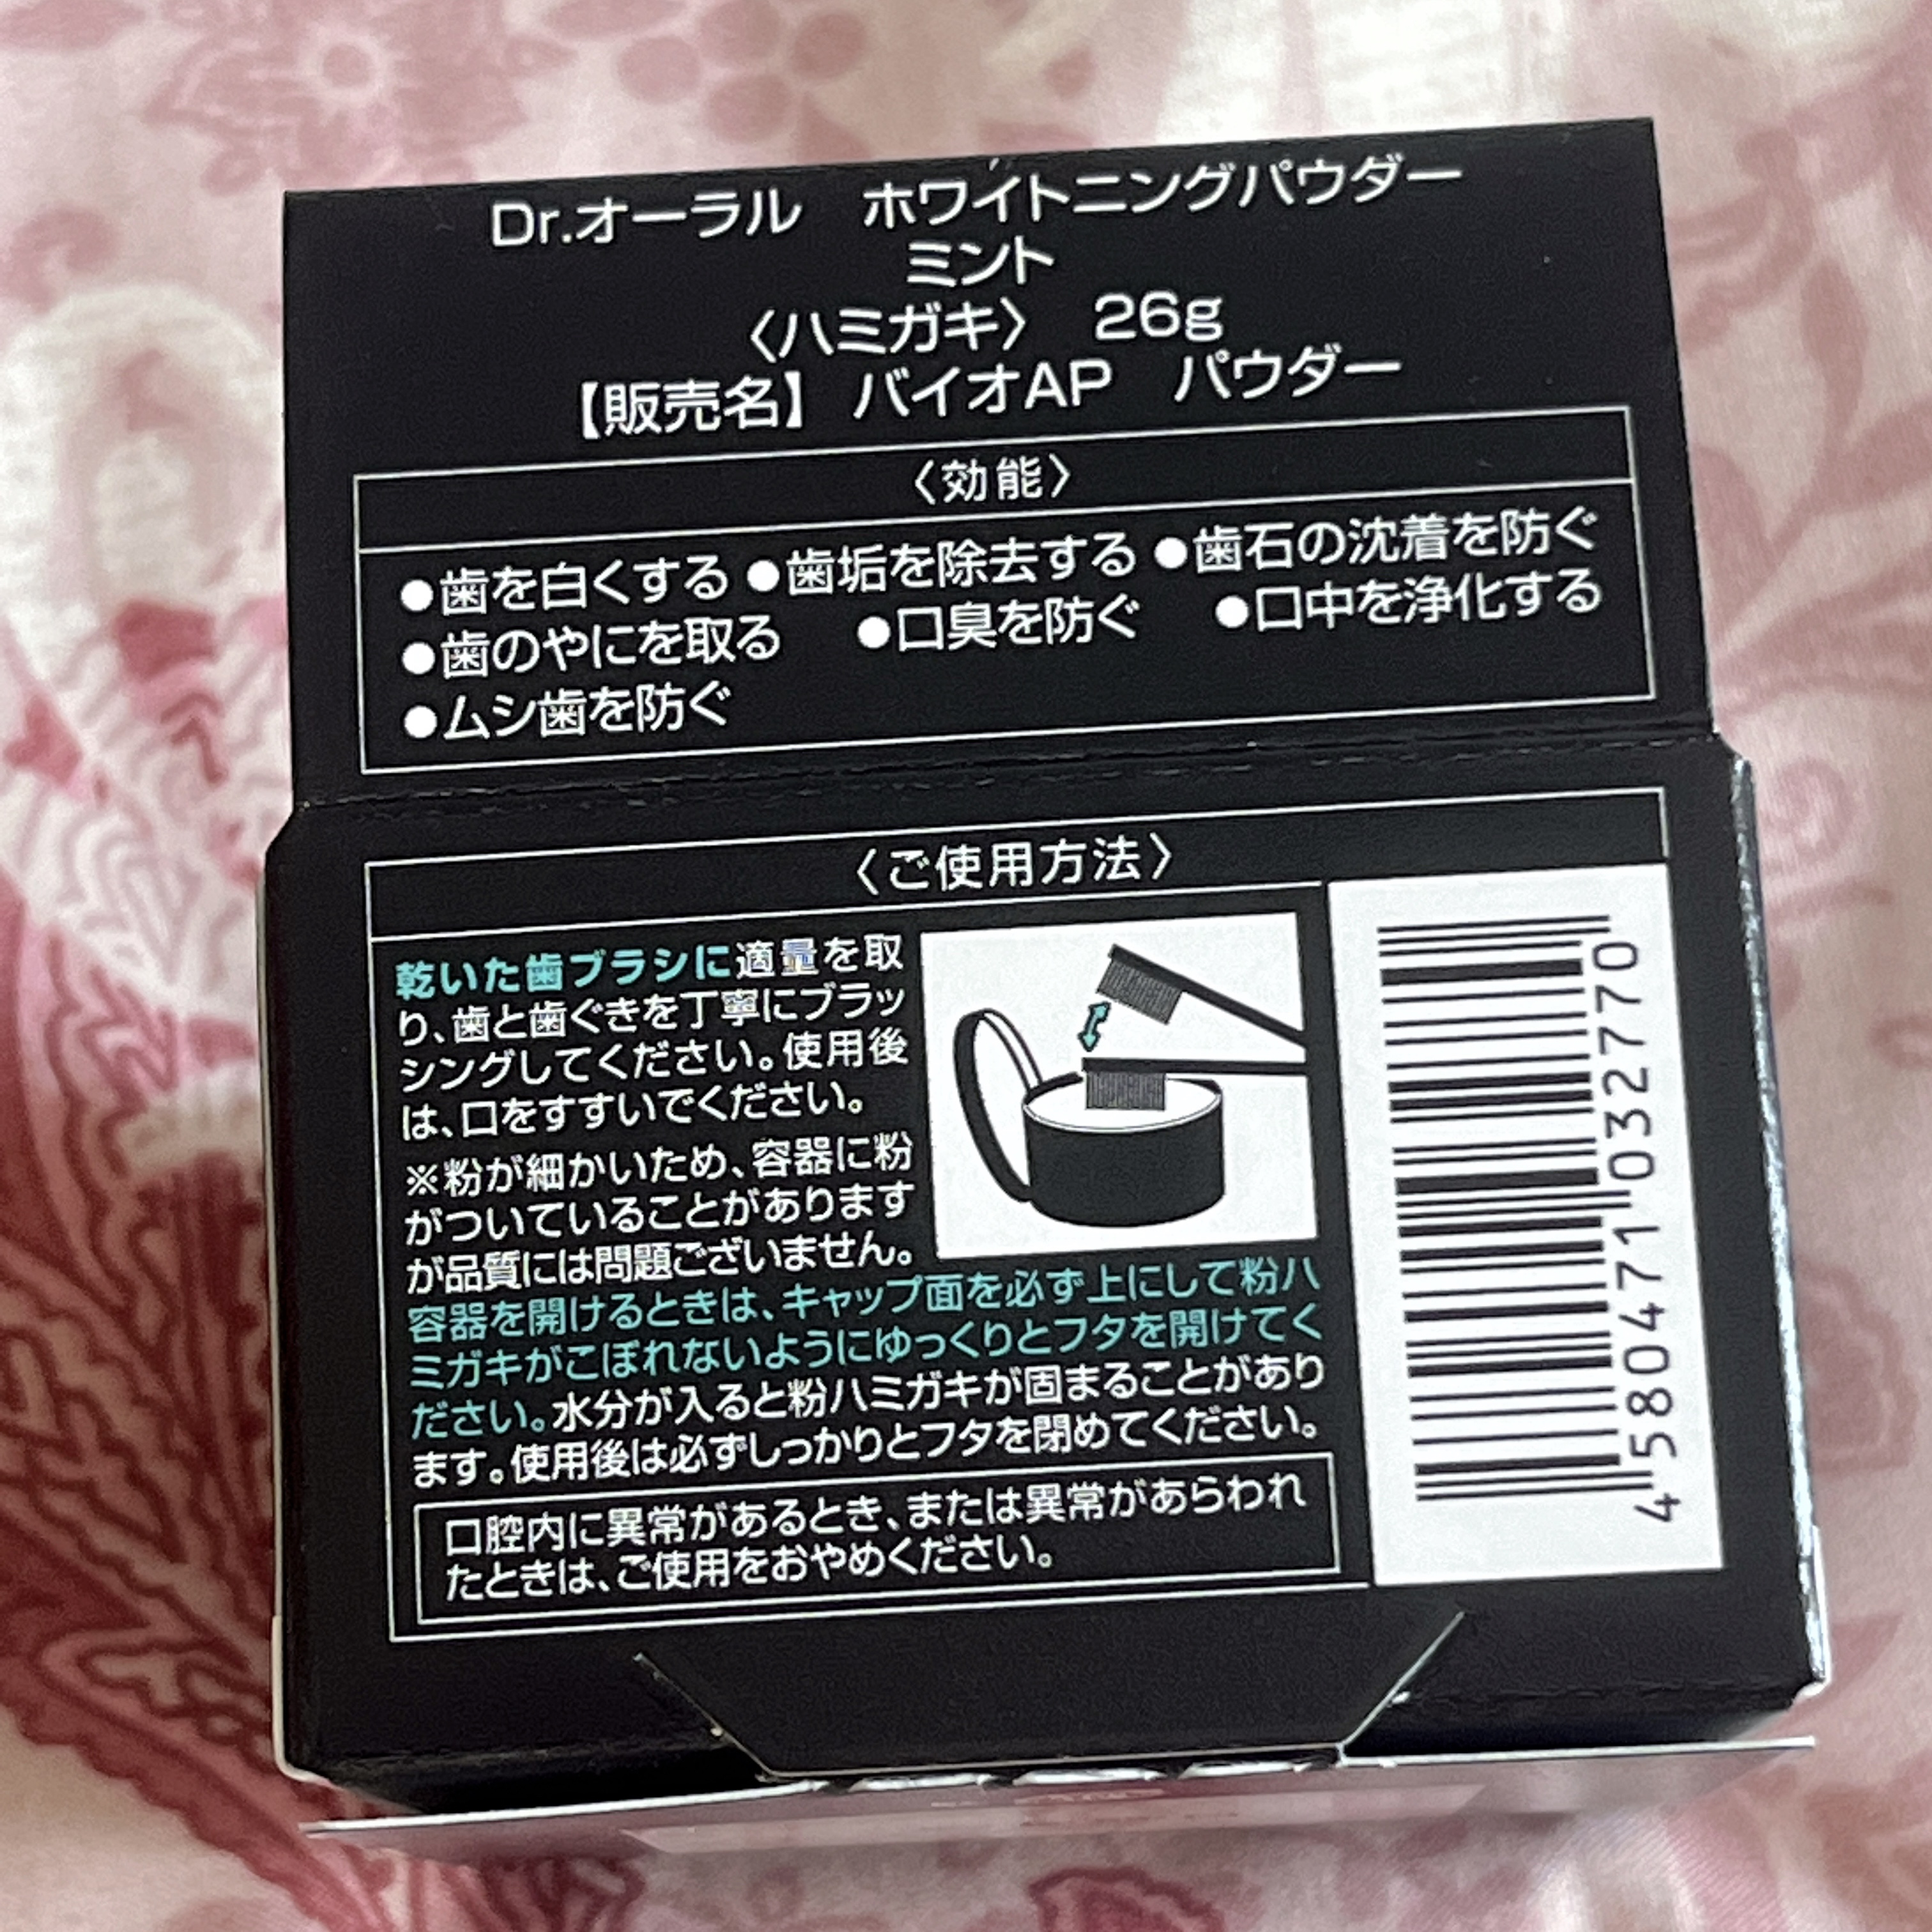 Dr.オーラル　ホワイトニングパウダー
ミント
〈ハミガキ〉　26g
【販売名】バイオAP　パウダー
〈効能〉
●歯を白くする ●歯垢を除去する ●歯石の沈着を防ぐ
●歯のやにを取る ●口臭を防ぐ ●口中を浄化する
●ムシ歯を防ぐ
〈ご使用方法〉
乾いた歯ブラシに適量を取
り、歯と歯ぐきを丁寧にブラッ
シングしてください。使用後
は、口をすすいでください。
※粉が細かいため、容器に粉
がついていることがあります
が品質には問題ございません。
容器を開けるときは、キャップ面を必ず上にして粉ハ
ミガキがこぼれないようにゆっくりとフタを開けてく
ださい。水分が入ると粉ハミガキが固まることがあり
ます。使用後は必ずしっかりとフタを閉めてください。
口腔内に異常があるとき、または異常があらわれ
たときは、ご使用をおやめください。
4580471032770